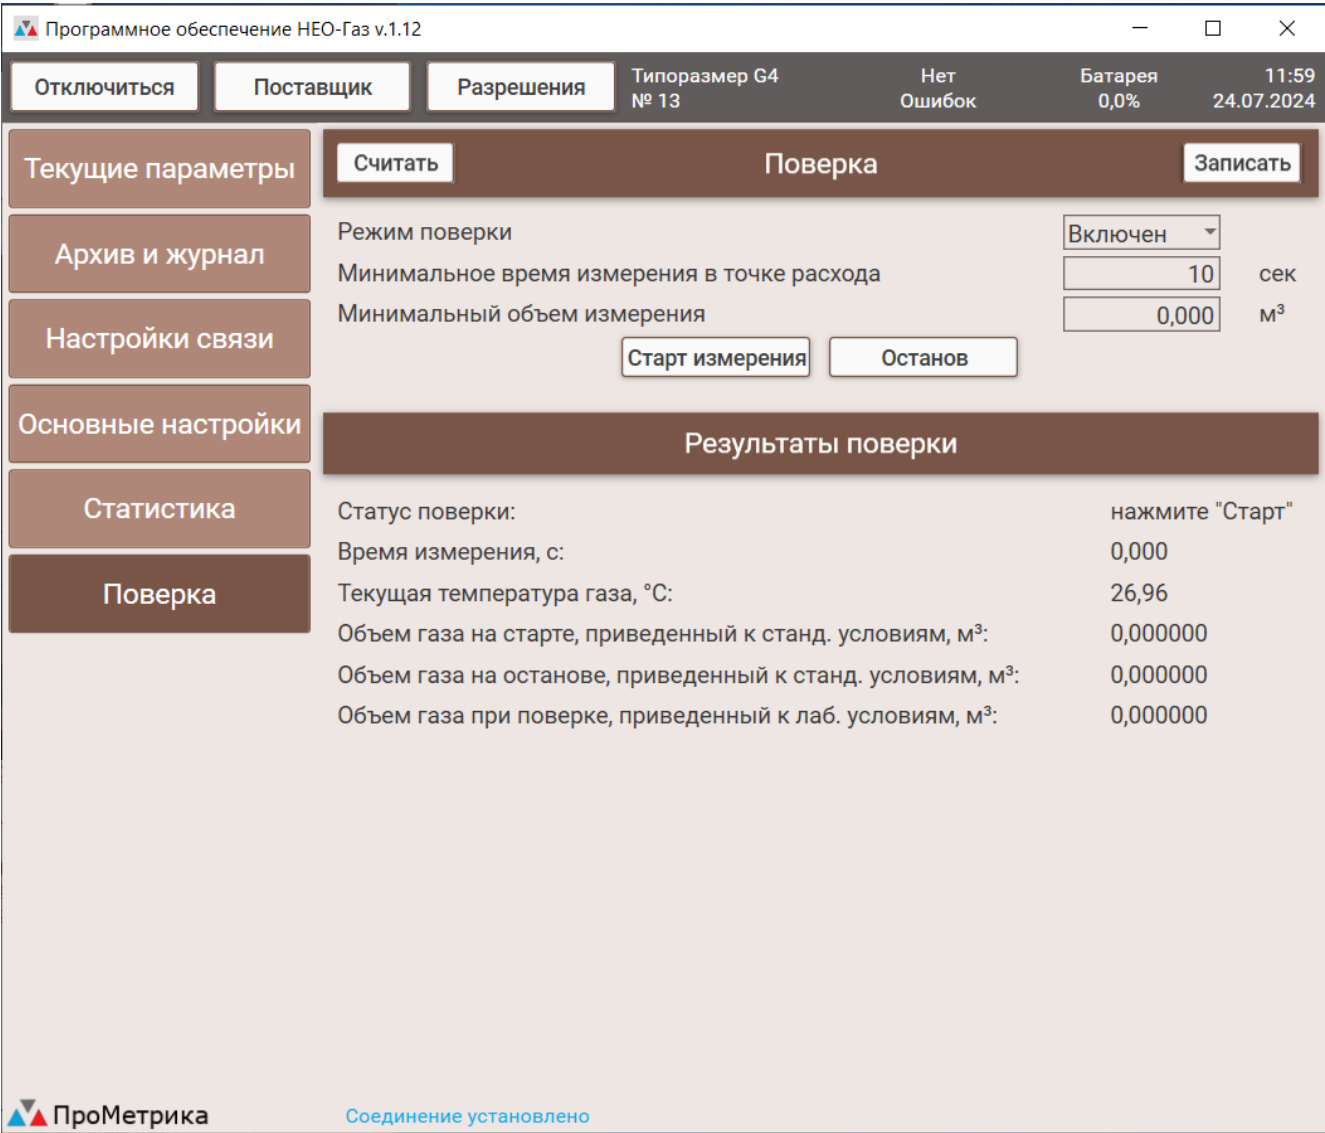 Программное обеспечение НЕО-Газ v.1.12
Отключиться
Поставщик
Разрешения
Типоразмер G4
№ 13
Нет
Ошибок
Батарея
0,0%
11:59
24.07.2024
Текущие параметры
Архив и журнал
Настройки связи
Основные настройки
Статистика
Поверка
Считать
Поверка
Записать
Режим поверки
Включен
Минимальное время измерения в точке расхода
10
сек
Минимальный объем измерения
0,000
м³
Старт измерения
Останов
Результаты поверки
Статус поверки:
нажмите "Старт"
Время измерения, с:
0,000
Текущая температура газа, °C:
26,96
Объем газа на старте, приведенный к станд. условиям, м³:
0,000000
Объем газа на останове, приведенный к станд. условиям, м³:
0,000000
Объем газа при поверке, приведенный к лаб. условиям, м³:
0,000000
ПроМетрика
Соединение установлено